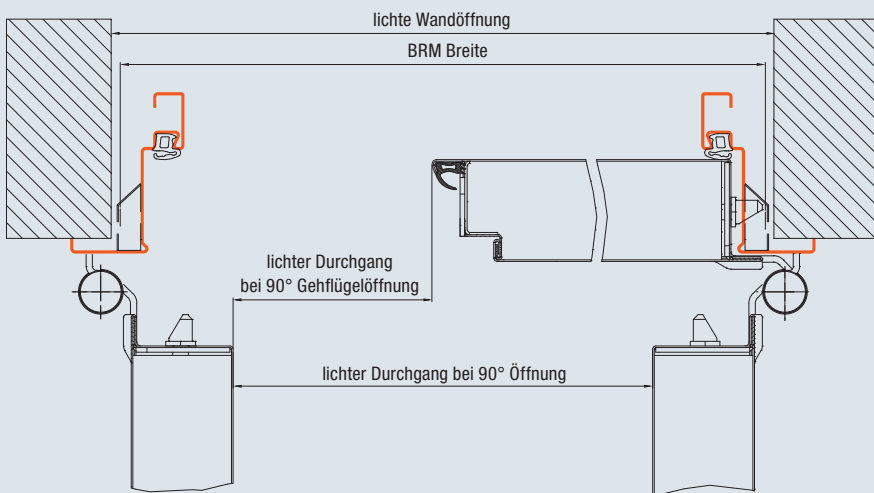 lichte Wandöffnung
BRM Breite
lichter Durchgang
bei 90° Gehflügelöffnung
lichter Durchgang bei 90° Öffnung